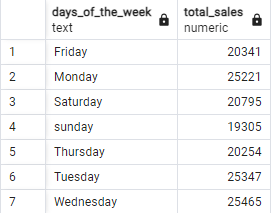 days_of_the_week total_sales
text numeric
1 Friday 20341
2 Monday 25221
3 Saturday 20795
4 sunday 19305
5 Thursday 20254
6 Tuesday 25347
7 Wednesday 25465